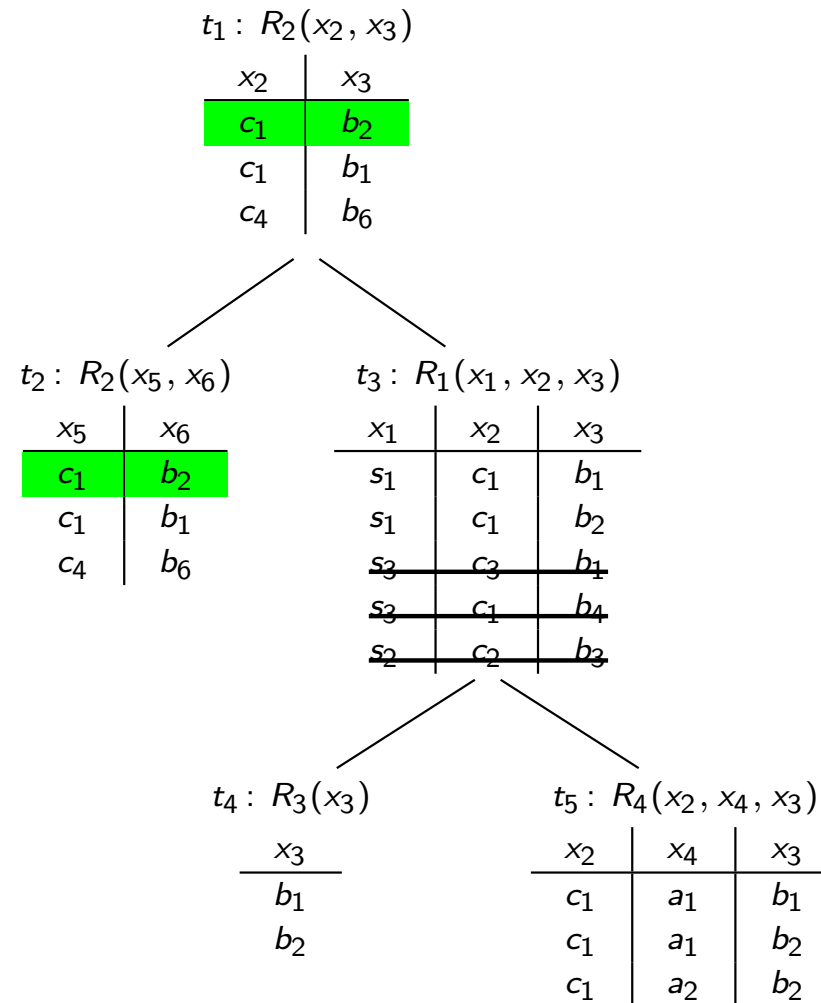 t₁ : R₂(x₂, x₃)
x₂ x₃
c₁ b₂
c₁ b₁
c₄ b₆
t₂ : R₂(x₅, x₆) t₃ : R₁(x₁, x₂, x₃)
x₅ x₆ x₁ x₂ x₃
c₁ b₂ s₁ c₁ b₁
c₁ b₁ s₁ c₁ b₂
c₄ b₆ s₃ c₃ b₁
s₃ c₁ b₄
s₂ c₂ b₃
t₄ : R₃(x₃) t₅ : R₄(x₂, x₄, x₃)
x₃ x₂ x₄ x₃
b₁ c₁ a₁ b₁
b₂ c₁ a₁ b₂
c₁ a₂ b₂